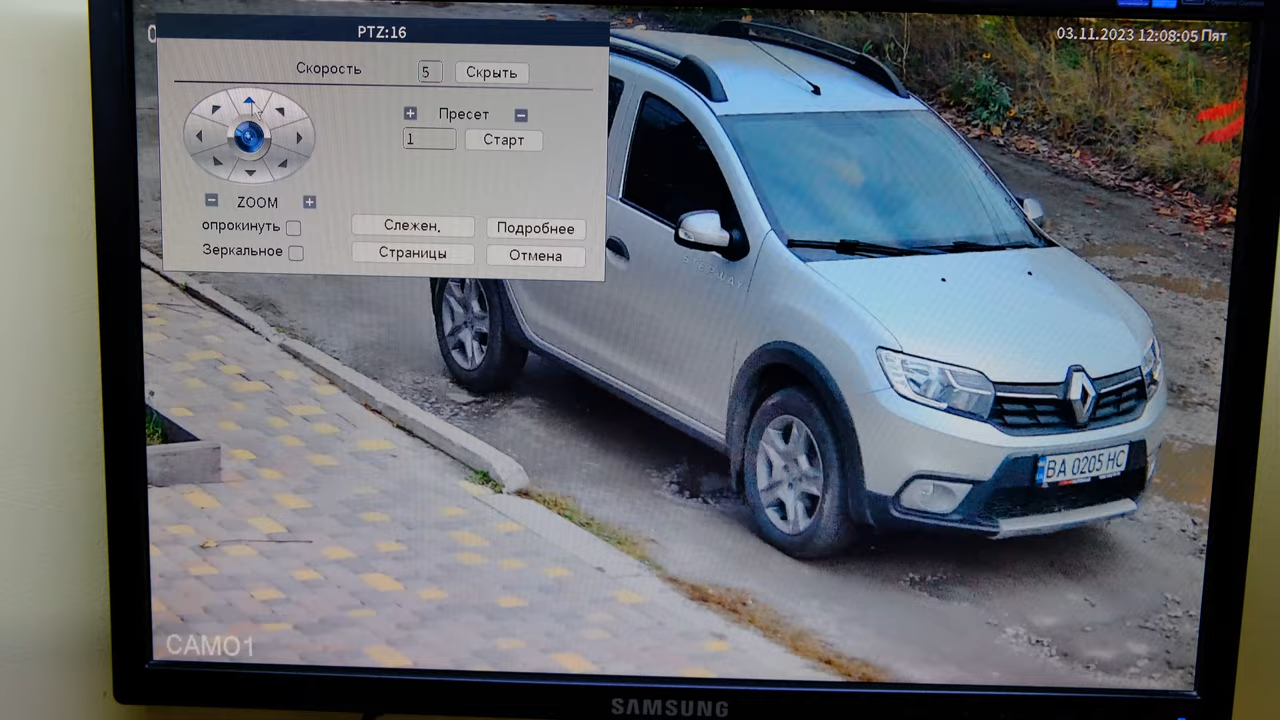 PTZ:16
03.11.2023 12:08:05 Пят
0
Скорость 5 Скрыть
Пресет
1 Старт
ZOOM
опрокинуть Слежен. Подробнее
Зеркальное Страницы Отмена
STEPWAY
BA 0205 HC
CAM01
SAMSUNG